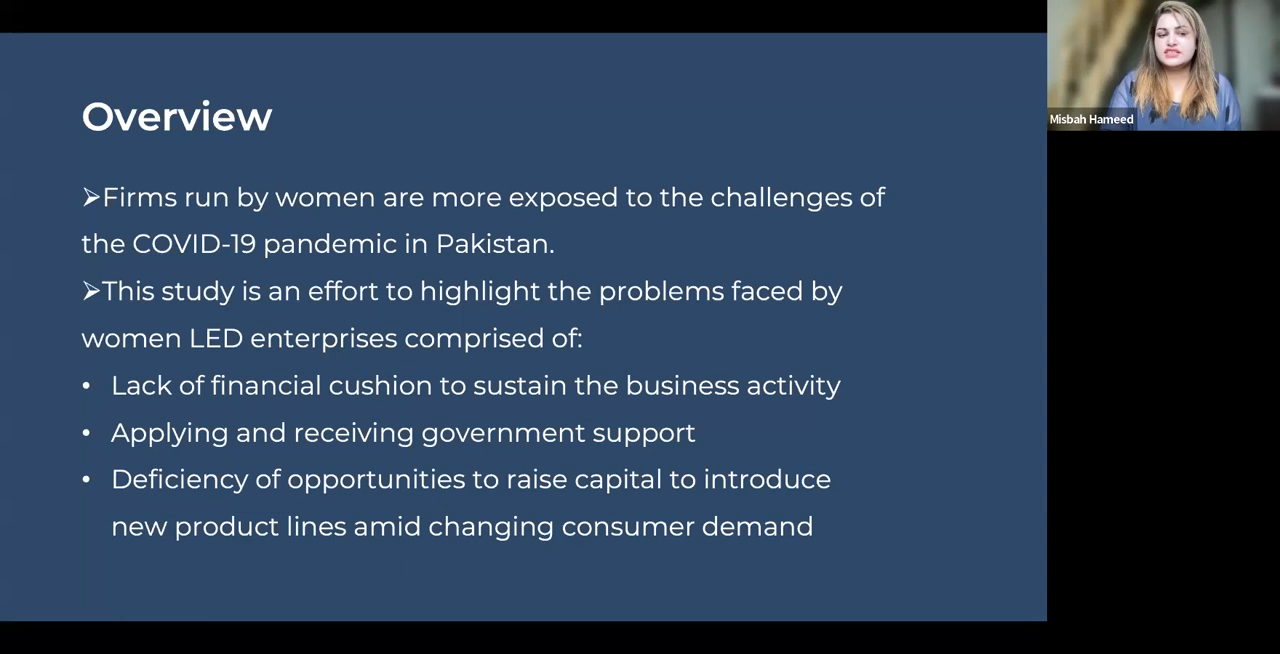 Overview
➢Firms run by women are more exposed to the challenges of
the COVID-19 pandemic in Pakistan.
➢This study is an effort to highlight the problems faced by
women LED enterprises comprised of:
• Lack of financial cushion to sustain the business activity
• Applying and receiving government support
• Deficiency of opportunities to raise capital to introduce
new product lines amid changing consumer demand
Misbah Hameed